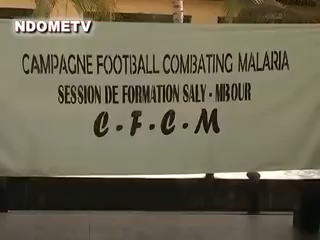 NDOMETV
CAMPAGNE FOOTBALL COMBATING MALARIA
SESSION DE FORMATION SALY - MBOUR
C - F - C - M